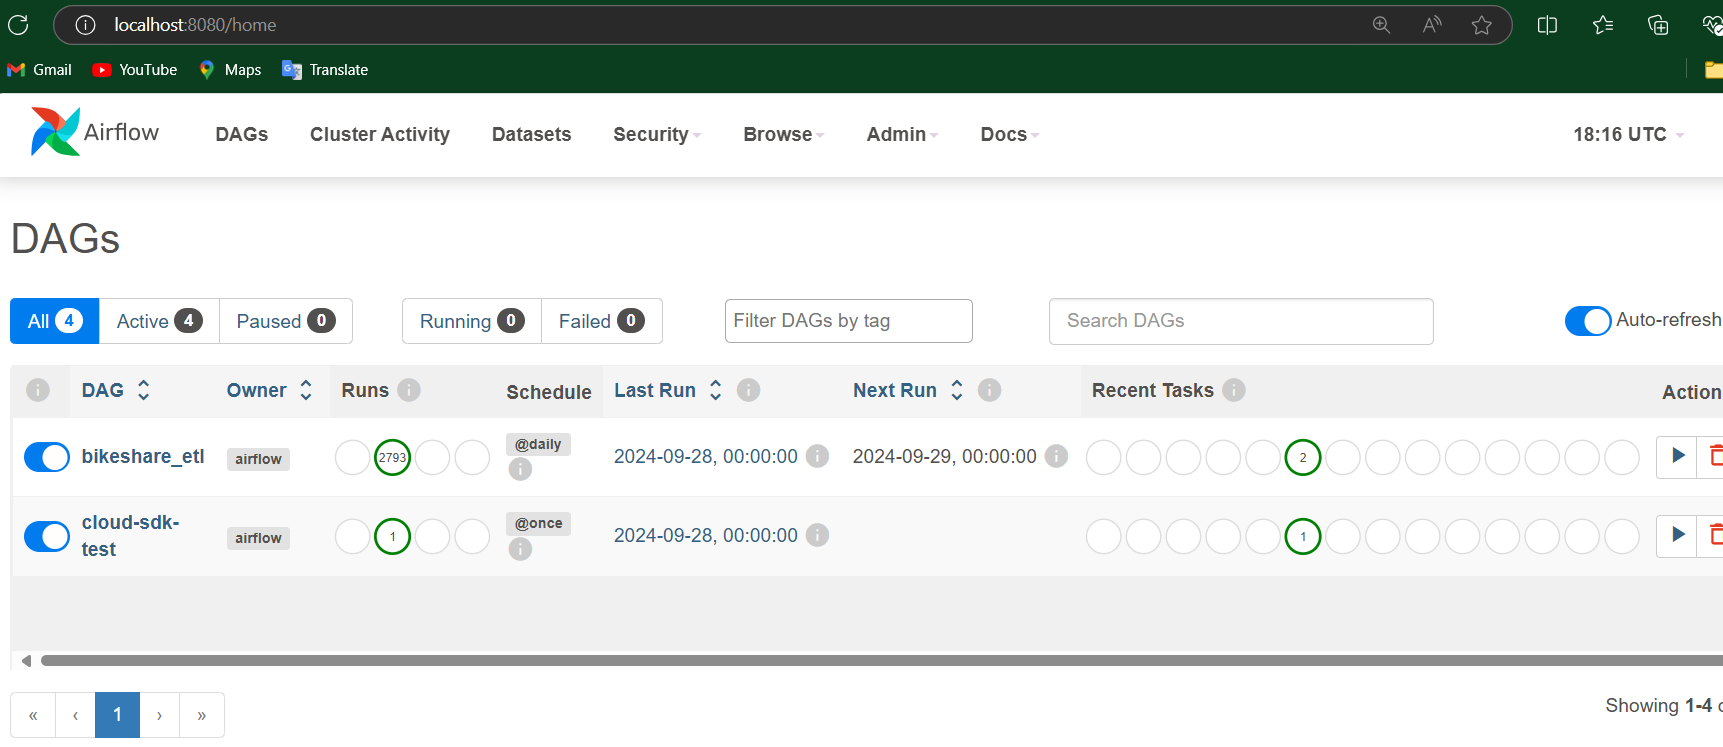 localhost:8080/home
Gmail YouTube Maps Translate
Airflow DAGs Cluster Activity Datasets Security Browse Admin Docs 18:16 UTC
DAGs
All 4 Active 4 Paused 0 Running 0 Failed 0 Filter DAGs by tag Search DAGs Auto-refresh
DAG Owner Runs Schedule Last Run Next Run Recent Tasks Action
bikeshare_etl airflow 2793 @daily 2024-09-28, 00:00:00 2024-09-29, 00:00:00 2
cloud-sdk-
test airflow 1 @once 2024-09-28, 00:00:00 1
« ‹ 1 › »
Showing 1-4